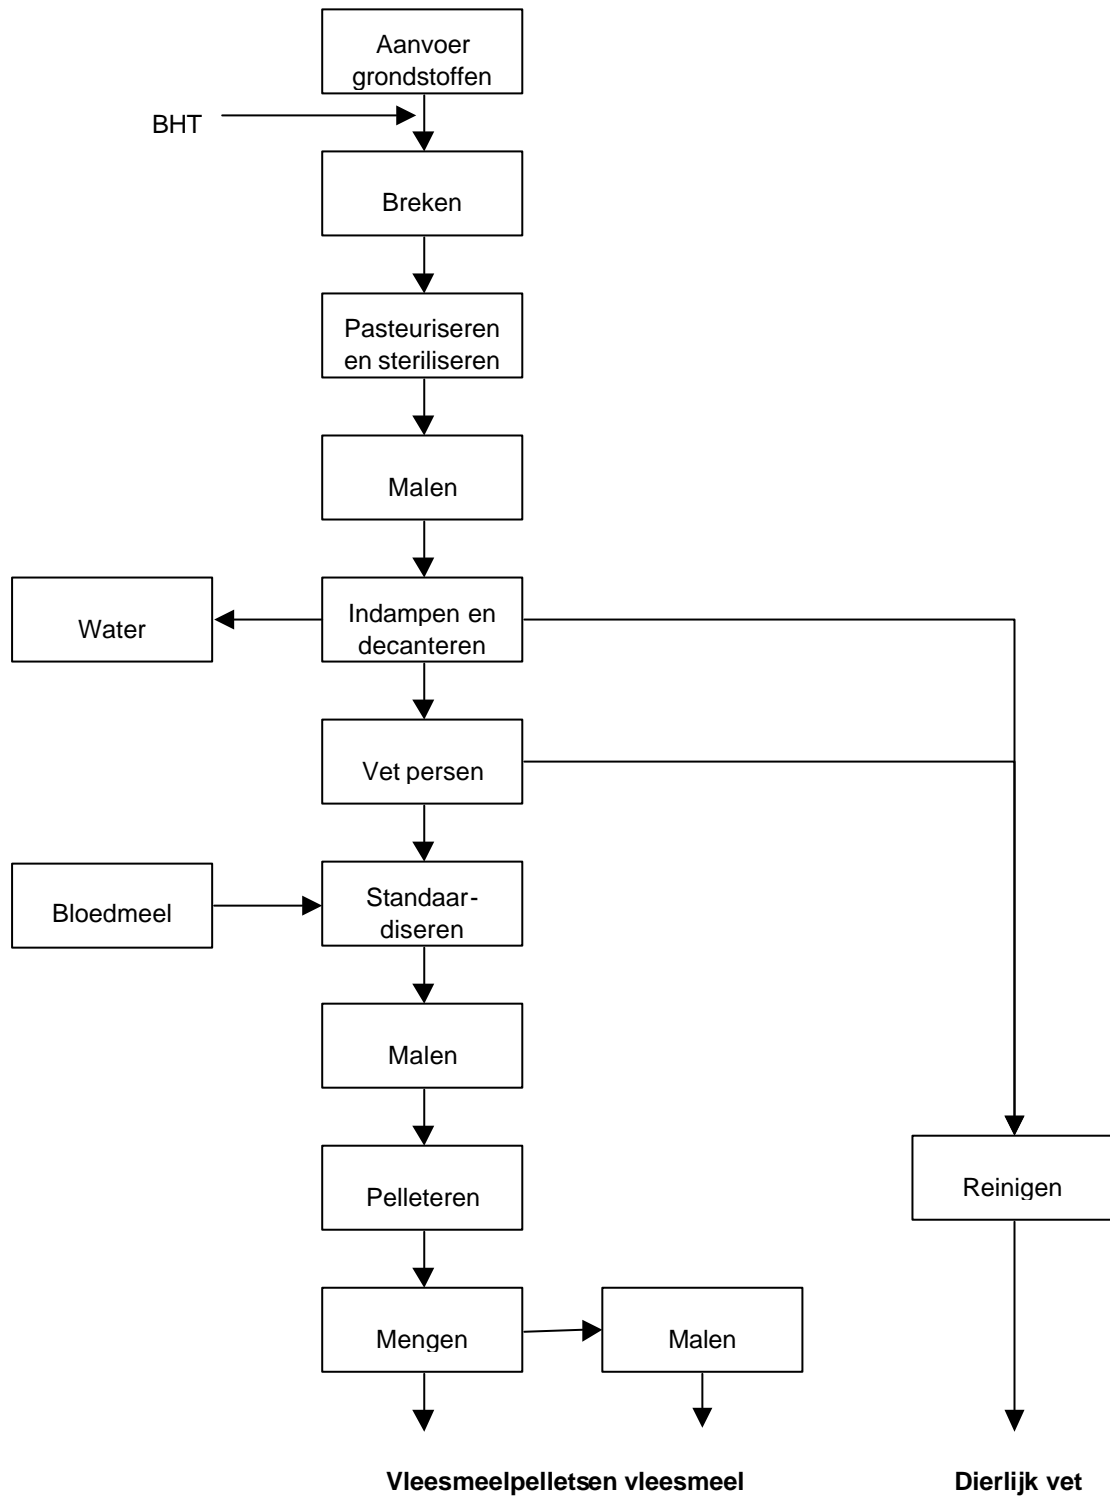 Aanvoer
grondstoffen
BHT
Breken
Pasteuriseren
en steriliseren
Malen
Water
Indampen en
decanteren
Vet persen
Bloedmeel
Standaar-
diseren
Malen
Pelleteren
Reinigen
Mengen
Malen
Vleesmeelpelletsen vleesmeel
Dierlijk vet